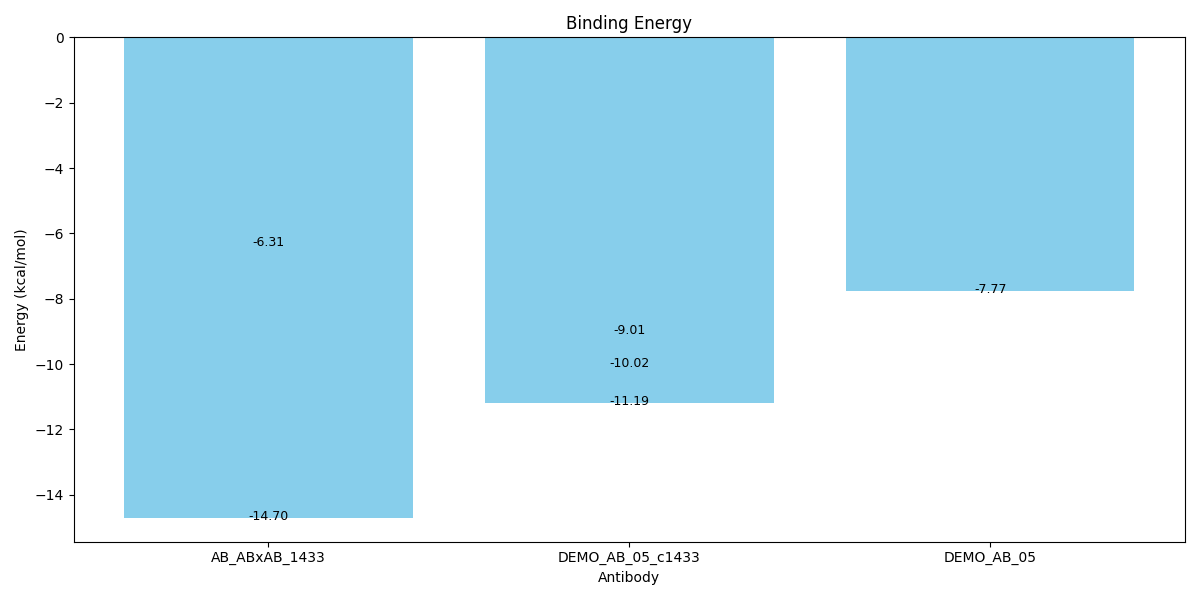 Binding Energy
0
−2
−4
−6
−8
−10
−12
−14
Energy (kcal/mol)
-6.31
-14.70
-9.01
-10.02
-11.19
-7.77
AB_ABxAB_1433
DEMO_AB_05_c1433
DEMO_AB_05
Antibody